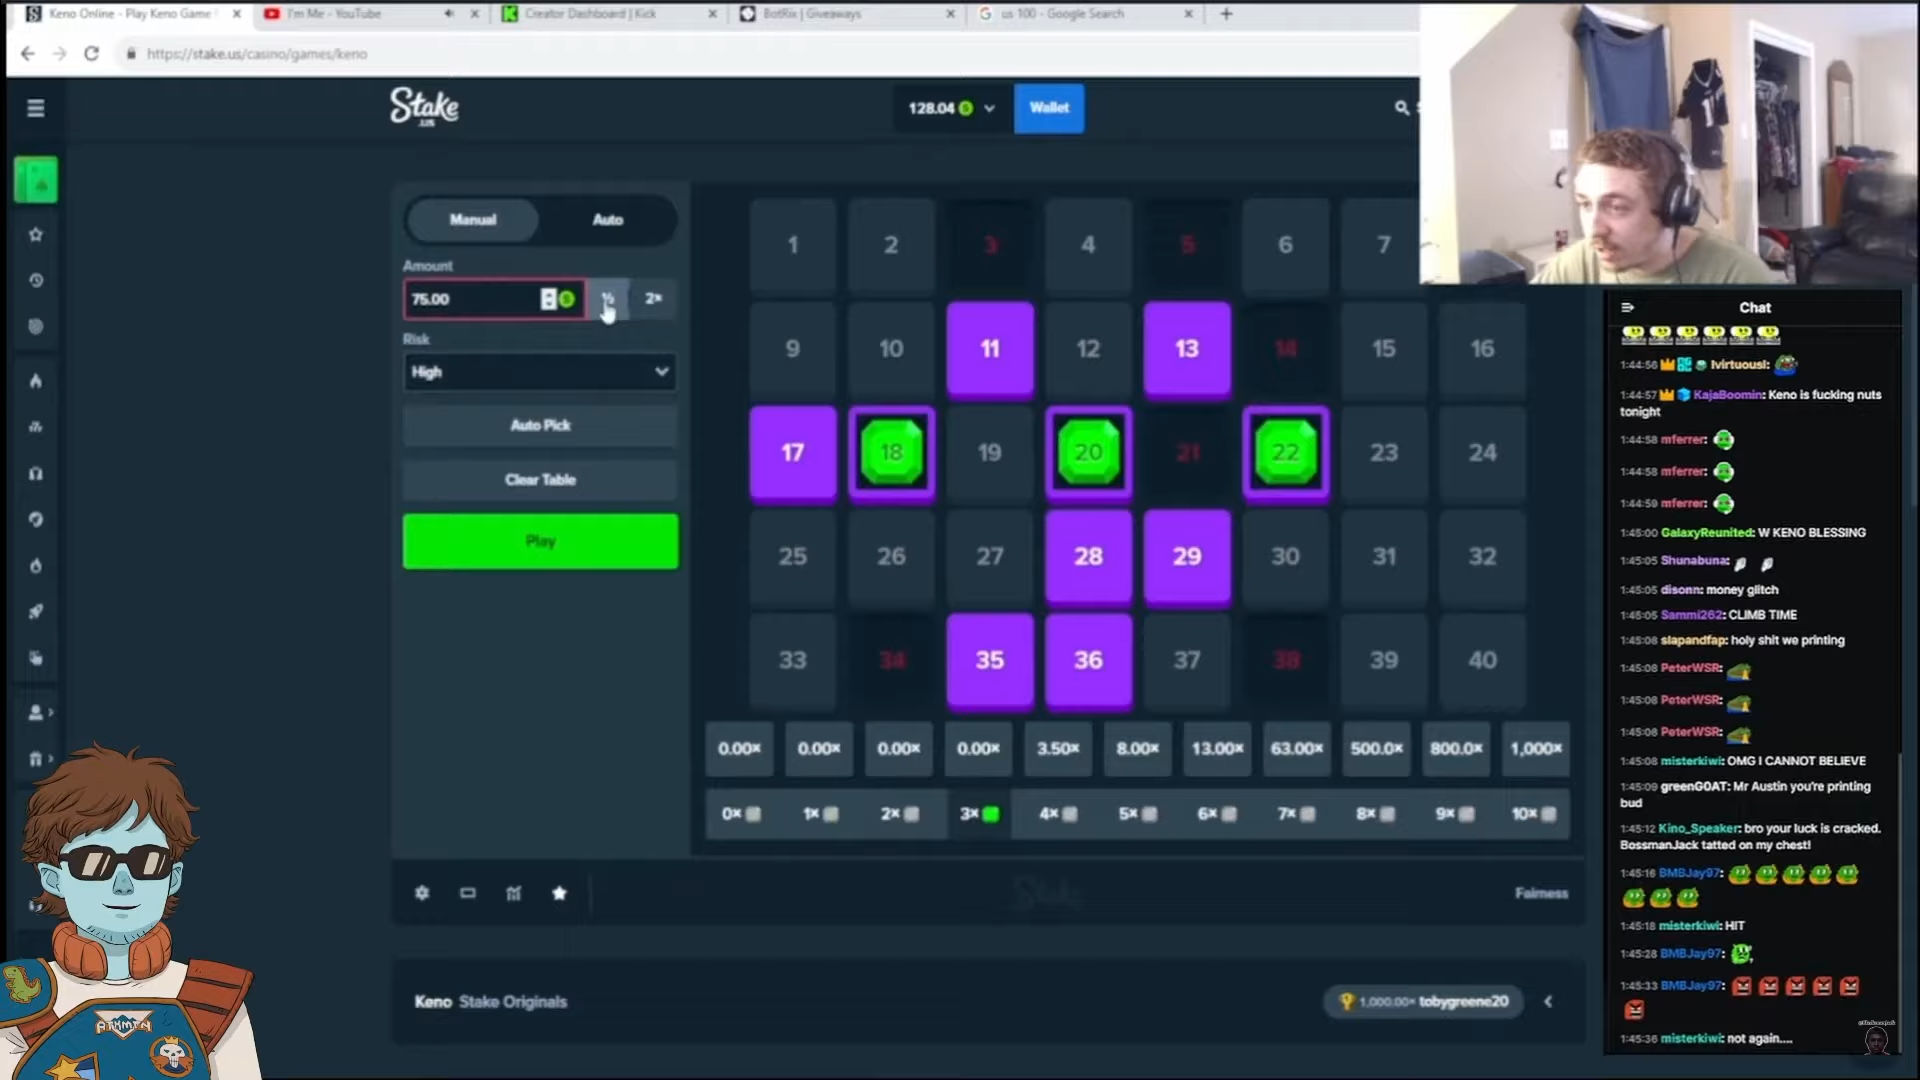 Keno Online - Play Keno Game
I'm Me - YouTube
Creator Dashboard | Kick
BotRix | Giveaways
us 100 - Google Search
https://stake.us/casino/games/keno
Stake
.US
128.04
Wallet
Manual
Auto
Amount
75.00
½
2×
Risk
High
Auto Pick
Clear Table
Play
1 2 3 4 5 6 7
9 10 11 12 13 14 15 16
17 18 19 20 21 22 23 24
25 26 27 28 29 30 31 32
33 34 35 36 37 38 39 40
0.00× 0.00× 0.00× 0.00× 3.50× 8.00× 13.00× 63.00× 500.0× 800.0× 1,000×
0× 1× 2× 3× 4× 5× 6× 7× 8× 9× 10×
Stake
Fairness
Keno Stake Originals
1,000.00× tobygreene20
Chat
1:44:56 lvirtuousl:
1:44:57 KajaBoomin: Keno is fucking nuts
tonight
1:44:58 mferrer:
1:44:58 mferrer:
1:44:59 mferrer:
1:45:00 GalaxyReunited: W KENO BLESSING
1:45:05 Shunabuna:
1:45:05 disonn: money glitch
1:45:05 Sammi262: CLIMB TIME
1:45:08 slapandfap: holy shit we printing
1:45:08 PeterWSR:
1:45:08 PeterWSR:
1:45:08 PeterWSR:
1:45:08 misterkiwi: OMG I CANNOT BELIEVE
1:45:09 greenG0AT: Mr Austin you're printing
bud
1:45:12 Kino_Speaker: bro your luck is cracked.
BossmanJack tatted on my chest!
1:45:16 BMBJay97:
1:45:18 misterkiwi: HIT
1:45:28 BMBJay97:
1:45:33 BMBJay97:
1:45:36 misterkiwi: not again....